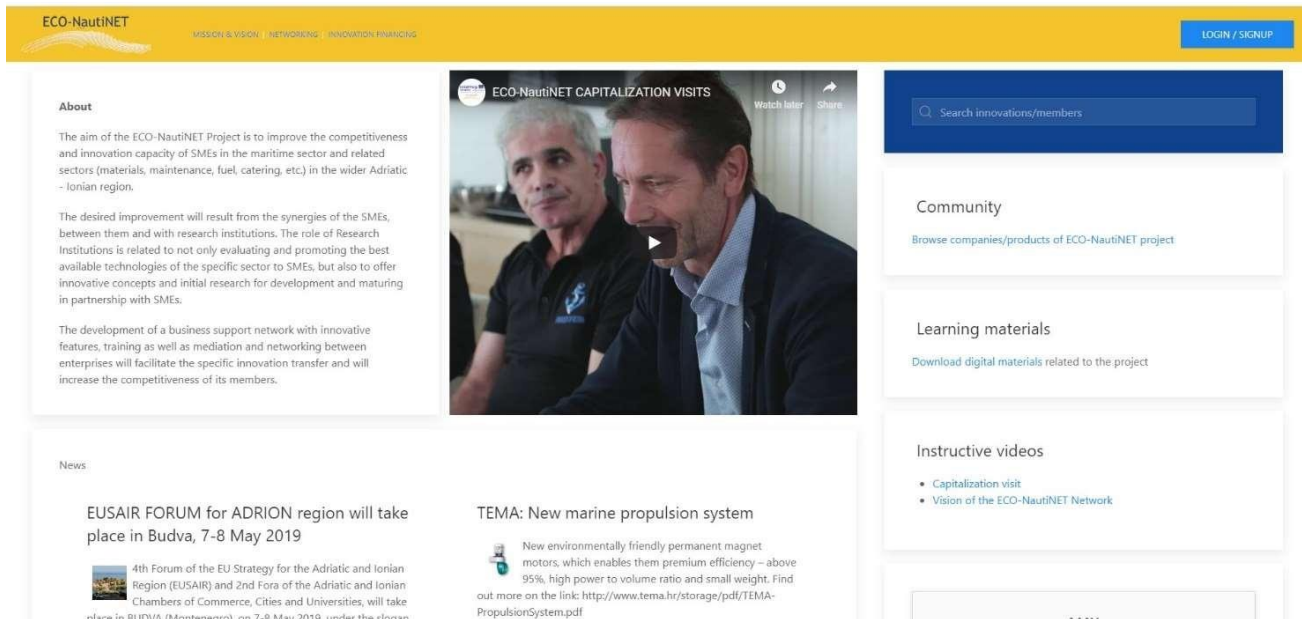 ECO-NautiNET
MISSION & VISION | NETWORKING | INNOVATION FINANCING
LOGIN / SIGNUP
About
The aim of the ECO-NautiNET Project is to improve the competitiveness
and innovation capacity of SMEs in the maritime sector and related
sectors (materials, maintenance, fuel, catering, etc.) in the wider Adriatic
- Ionian region.
The desired improvement will result from the synergies of the SMEs,
between them and with research institutions. The role of Research
Institutions is related to not only evaluating and promoting the best
available technologies of the specific sector to SMEs, but also to offer
innovative concepts and initial research for development and maturing
in partnership with SMEs.
The development of a business support network with innovative
features, training as well as mediation and networking between
enterprises will facilitate the specific innovation transfer and will
increase the competitiveness of its members.
ECO-NautiNET CAPITALIZATION VISITS
Watch later
Share
Search innovations/members
Community
Browse companies/products of ECO-NautiNET project
Learning materials
Download digital materials related to the project
Instructive videos
• Capitalization visit
• Vision of the ECO-NautiNET Network
News
EUSAIR FORUM for ADRION region will take
place in Budva, 7-8 May 2019
4th Forum of the EU Strategy for the Adriatic and Ionian
Region (EUSAIR) and 2nd Fora of the Adriatic and Ionian
Chambers of Commerce, Cities and Universities, will take
place in BUDVA (Montenegro), on 7-8 May 2019, under the slogan
TEMA: New marine propulsion system
New environmentally friendly permanent magnet
motors, which enables them premium efficiency – above
95%, high power to volume ratio and small weight. Find
out more on the link: http://www.tema.hr/storage/pdf/TEMA-
PropulsionSystem.pdf